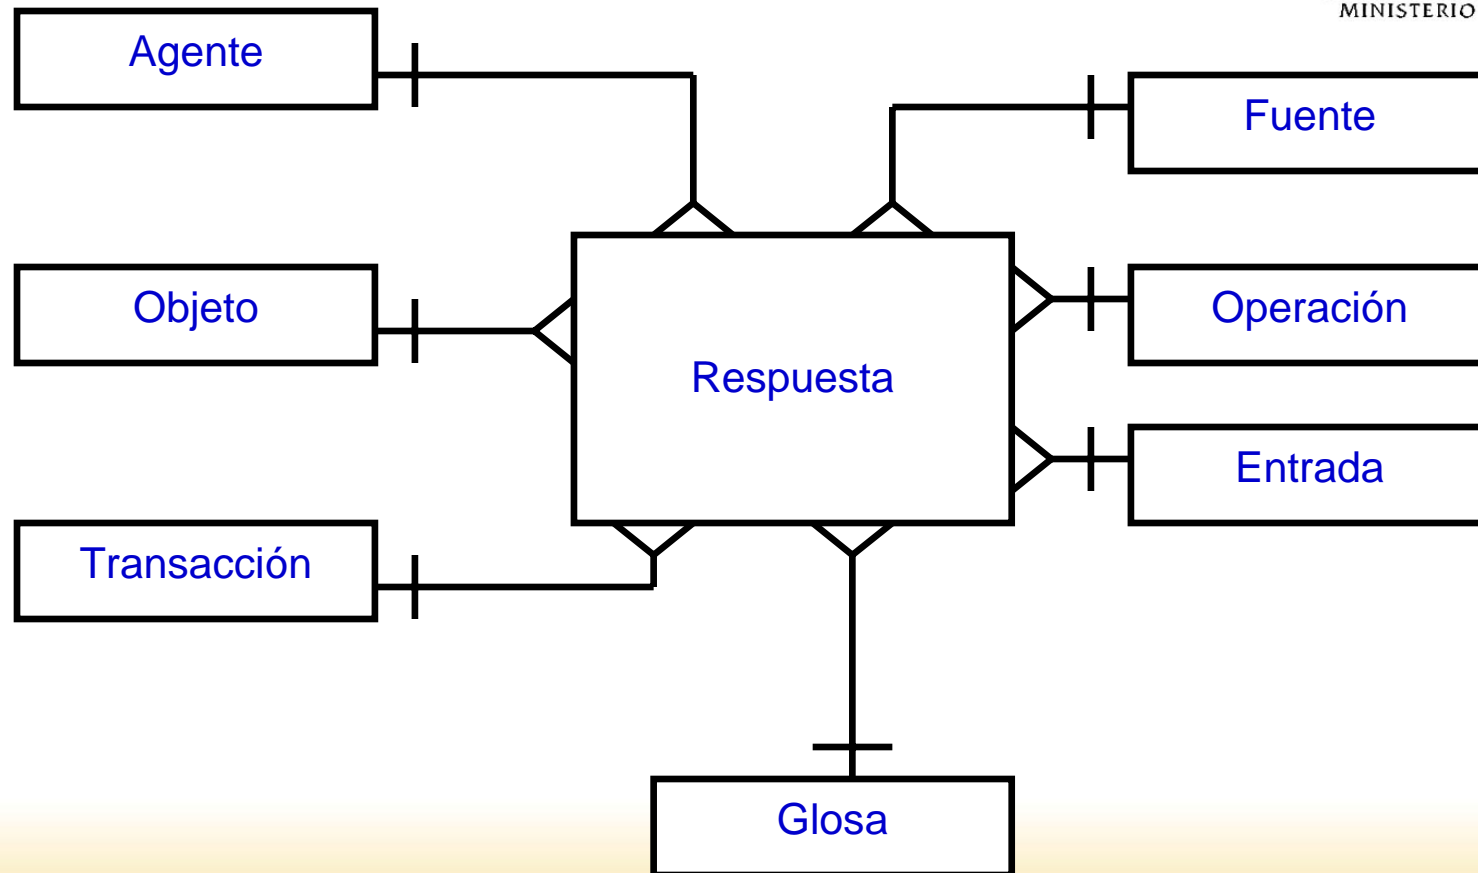 MINISTERIO
Agente
Fuente
Objeto
Operación
Respuesta
Entrada
Transacción
Glosa